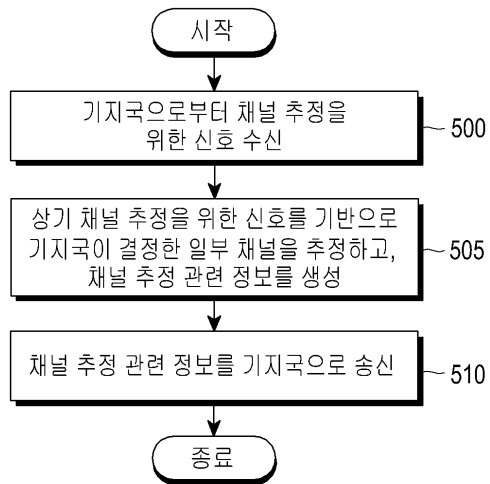 시작
기지국으로부터 채널 추정을
위한 신호 수신
500
상기 채널 추정을 위한 신호를 기반으로
기지국이 결정한 일부 채널을 추정하고,
채널 추정 관련 정보를 생성
505
채널 추정 관련 정보를 기지국으로 송신
510
종료